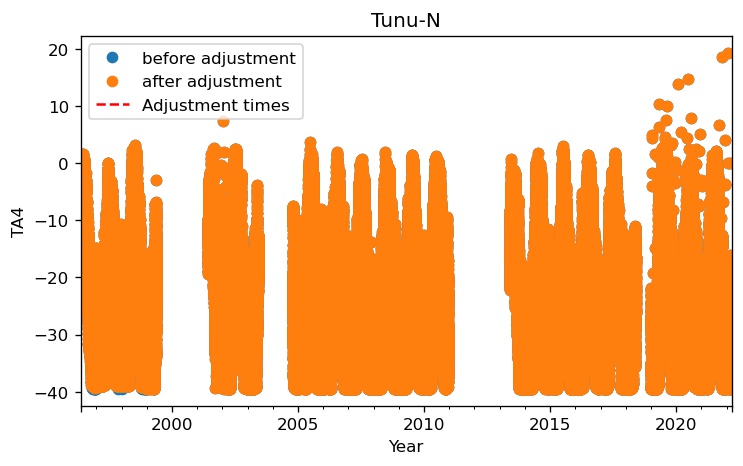 Tunu-N
before adjustment
after adjustment
Adjustment times
TA4
20
10
0
−10
−20
−30
−40
2000
2005
2010
2015
2020
Year